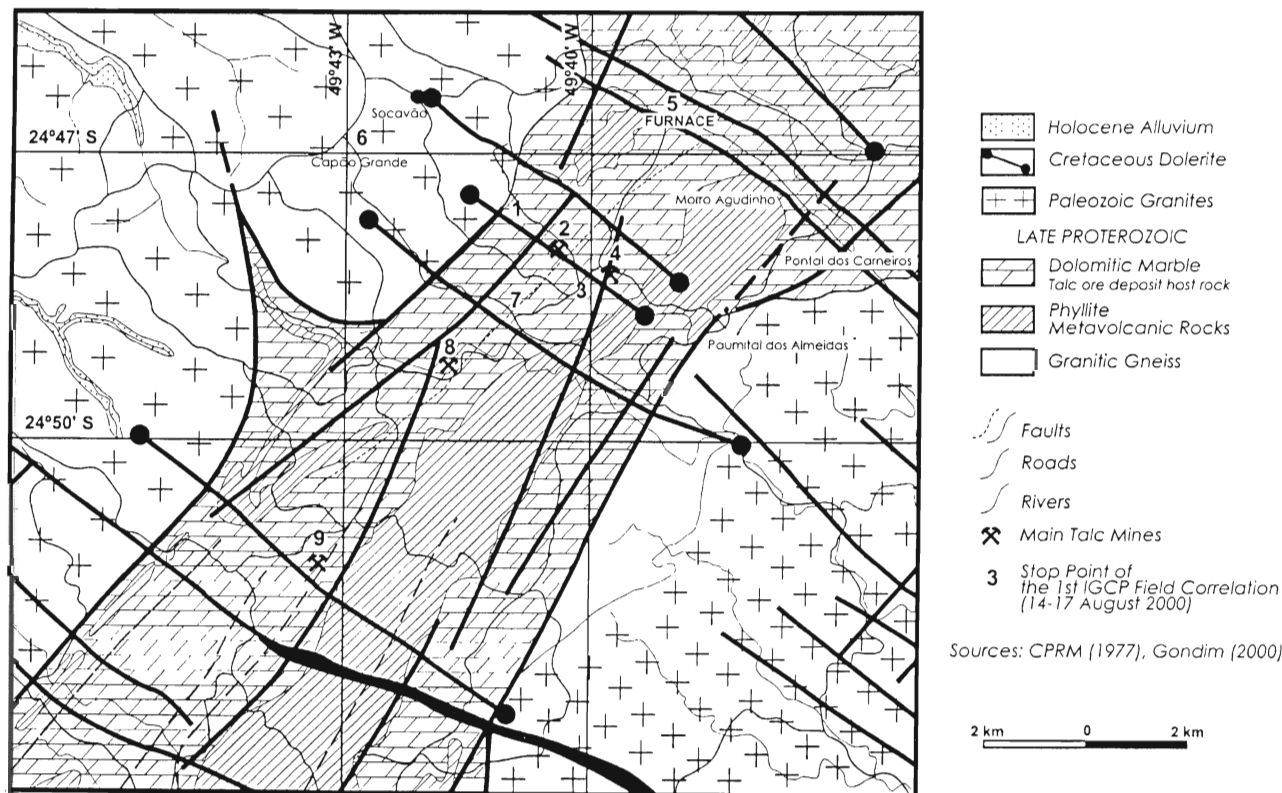 49°43' W
49°40' W
24°47' S
24°50' S
Socavão
6
Capão Grande
5
FURNACE
Morro Agudinho
1
2
4
3
7
Pontal dos Carneiros
Paumital dos Almeidas
8
9
Holocene Alluvium
Cretaceous Dolerite
Paleozoic Granites
LATE PROTEROZOIC
Dolomitic Marble
Talc ore deposit host rock
Phyllite
Metavolcanic Rocks
Granitic Gneiss
Faults
Roads
Rivers
Main Talc Mines
3 Stop Point of
the 1st IGCP Field Correlation
(14-17 August 2000)
Sources: CPRM (1977), Gondim (2000)
2 km 0 2 km